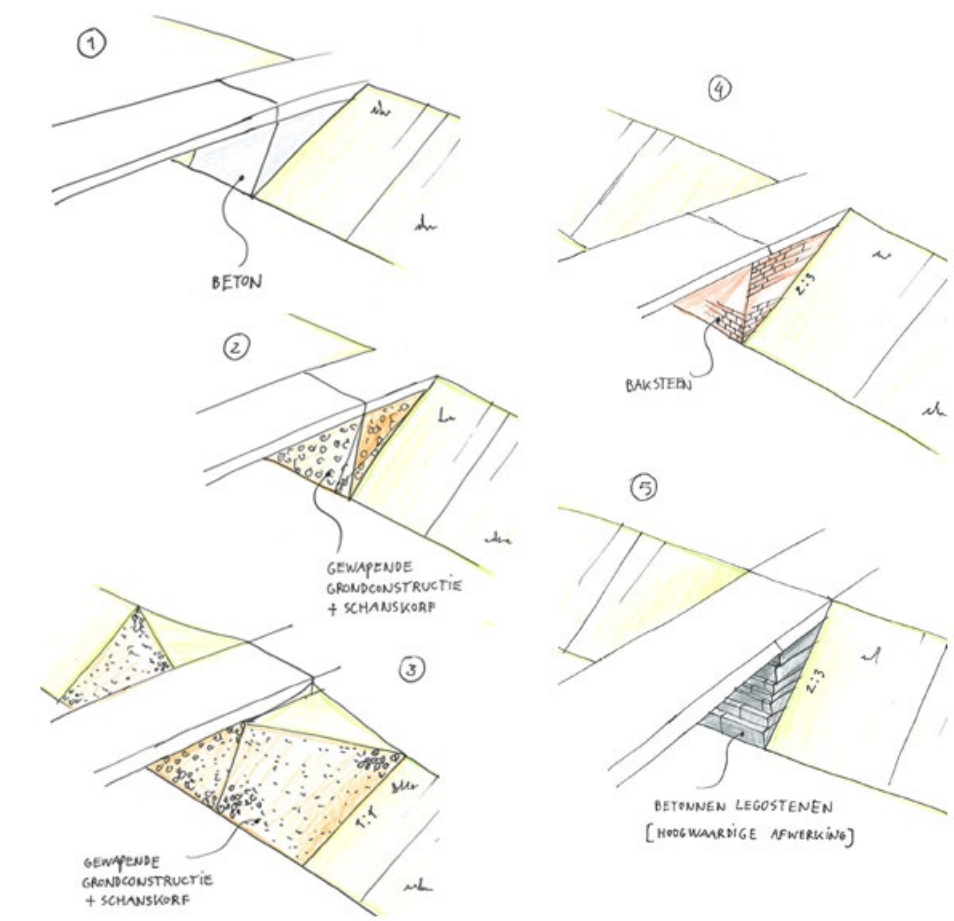 1
BETON
2
GEWAPENDE
GRONDCONSTRUCTIE
+ SCHANSKORF
3
1:1
GEWAPENDE
GRONDCONSTRUCTIE
+ SCHANSKORF
4
2:3
BAKSTEEN
5
2:3
BETONNEN LEGOSTENEN
[HOOGWAARDIGE AFWERKING]